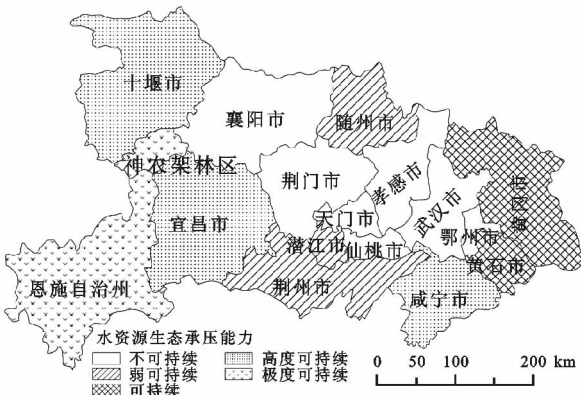 十堰市
襄阳市
随州市
神农架林区
荆门市
孝感市
黄冈市
宜昌市
天门市
武汉市
鄂州市
潜江市
仙桃市
黄石市
恩施自治州
荆州市
咸宁市
水资源生态承压能力
不可持续 高度可持续
弱可持续 极度可持续
可持续
0 50 100 200 km